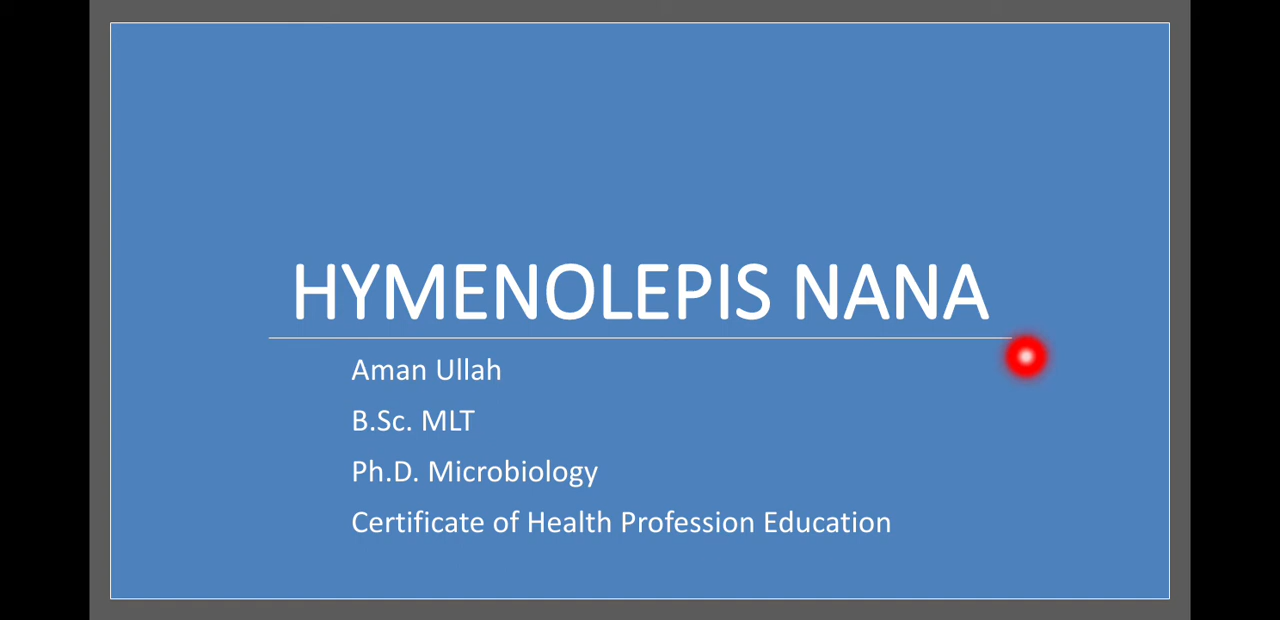 HYMENOLEPIS NANA
Aman Ullah
B.Sc. MLT
Ph.D. Microbiology
Certificate of Health Profession Education